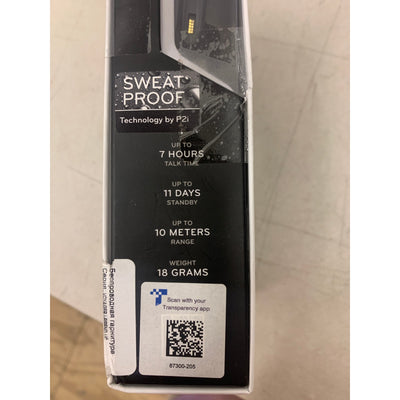 SWEAT
PROOF
Technology by P2i
UP TO
7 HOURS
TALK TIME
UP TO
11 DAYS
STANDBY
UP TO
10 METERS
RANGE
WEIGHT
18 GRAMS
Scan with your
Transparency app
87300-205
Беспроводная гарнитура